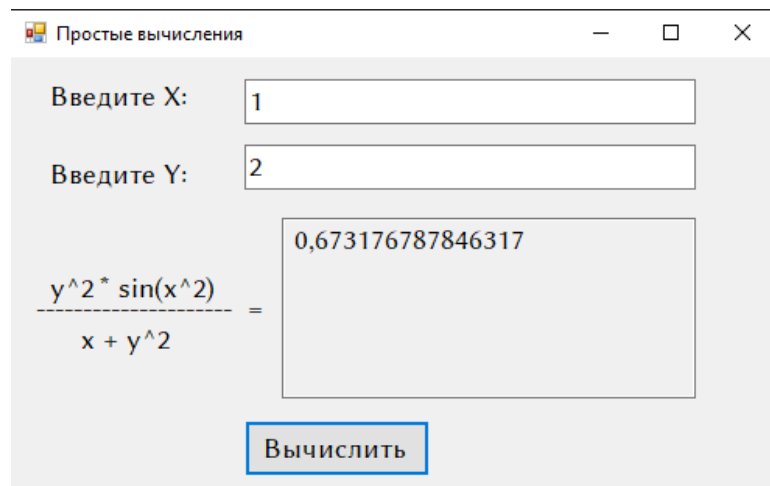 Простые вычисления
Введите X:
1
Введите Y:
2
0,673176787846317
y^2 * sin(x^2)
--------------------- =
x + y^2
Вычислить